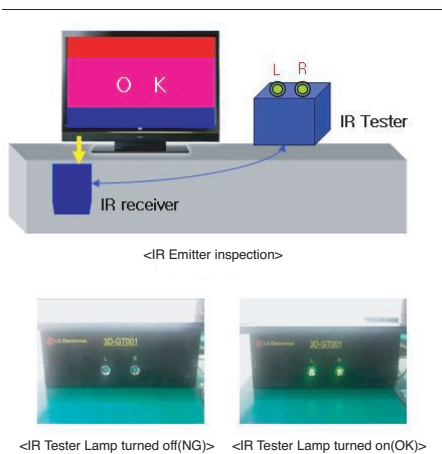 L R
O K
IR Tester
IR receiver
<IR Emitter inspection>
LG Electronics 3D-GT001
L R
LG Electronics 3D-GT001
L R
<IR Tester Lamp turned off(NG)> <IR Tester Lamp turned on(OK)>